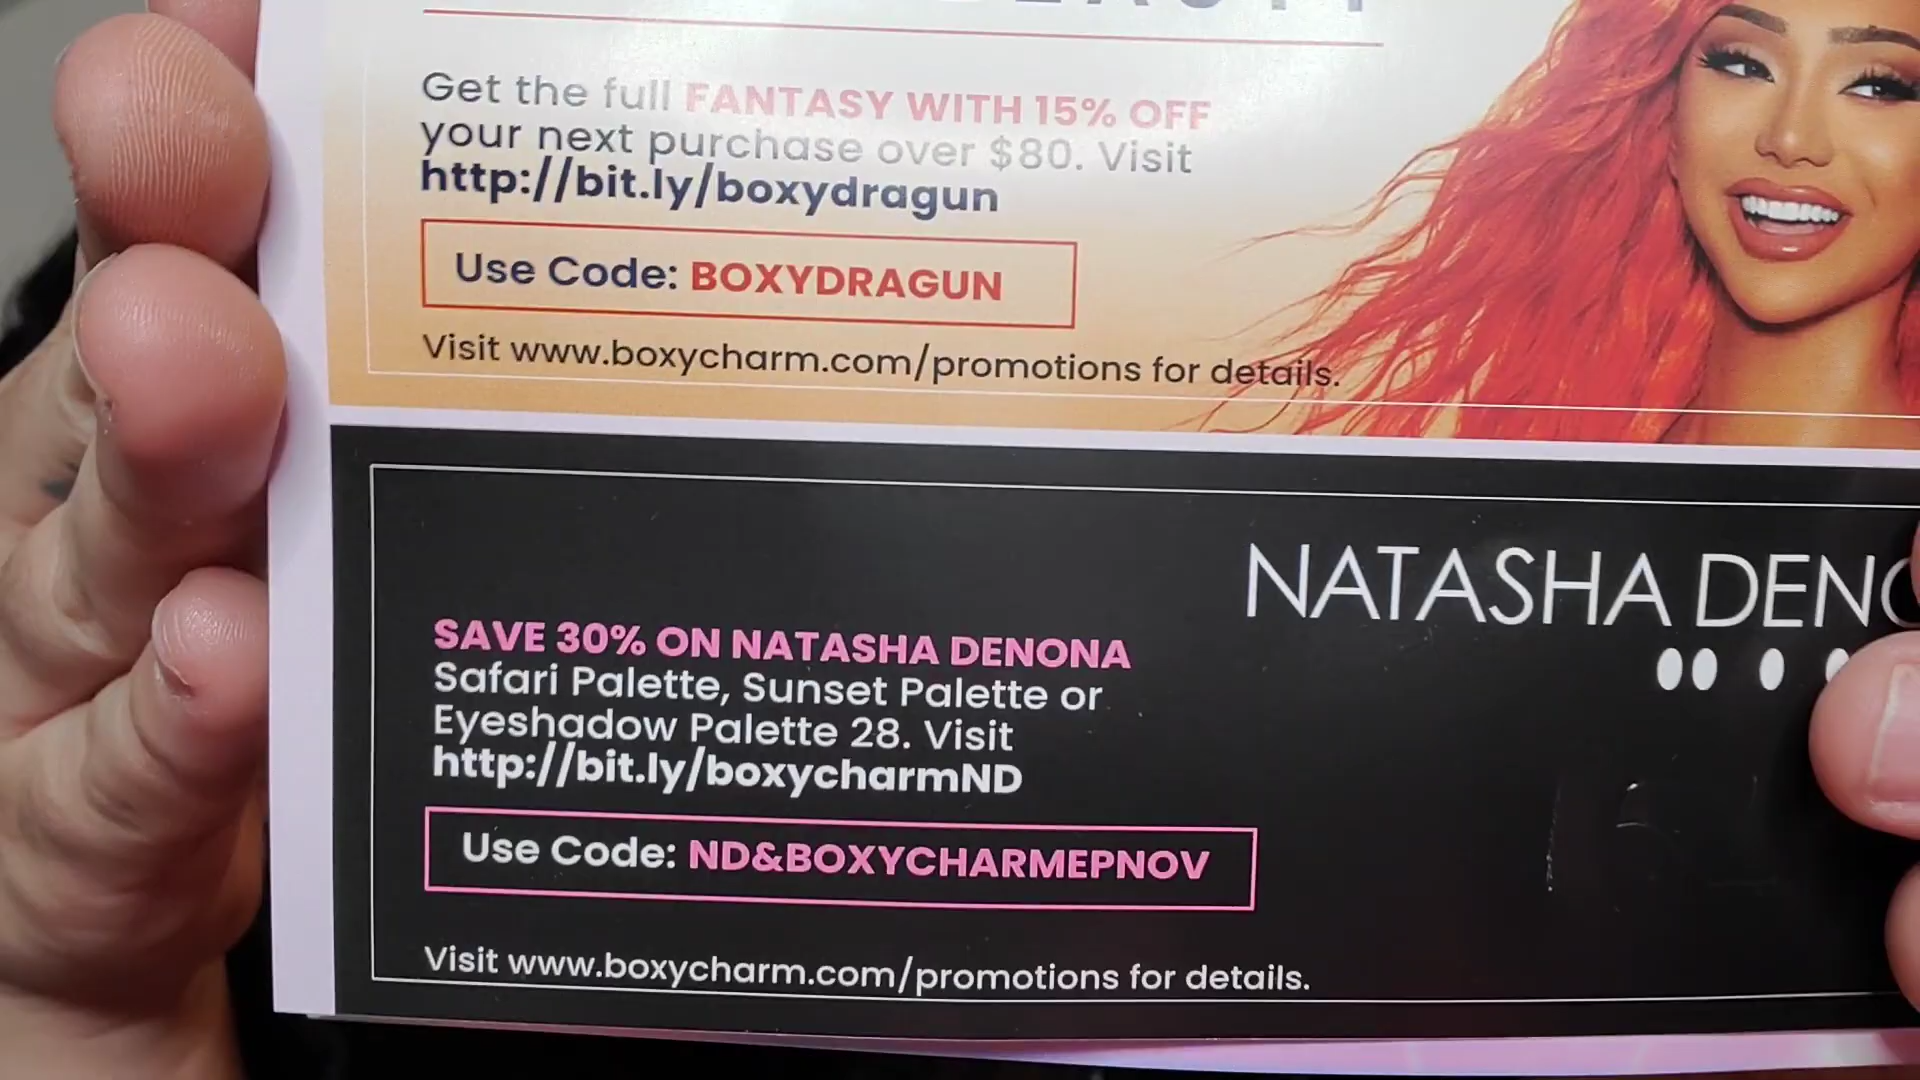 Get the full FANTASY WITH 15% OFF
your next purchase over $80. Visit
http://bit.ly/boxydragun
Use Code: BOXYDRAGUN
Visit www.boxycharm.com/promotions for details.
NATASHA DENO
SAVE 30% ON NATASHA DENONA
Safari Palette, Sunset Palette or
Eyeshadow Palette 28. Visit
http://bit.ly/boxycharmND
Use Code: ND&BOXYCHARMEPNOV
Visit www.boxycharm.com/promotions for details.